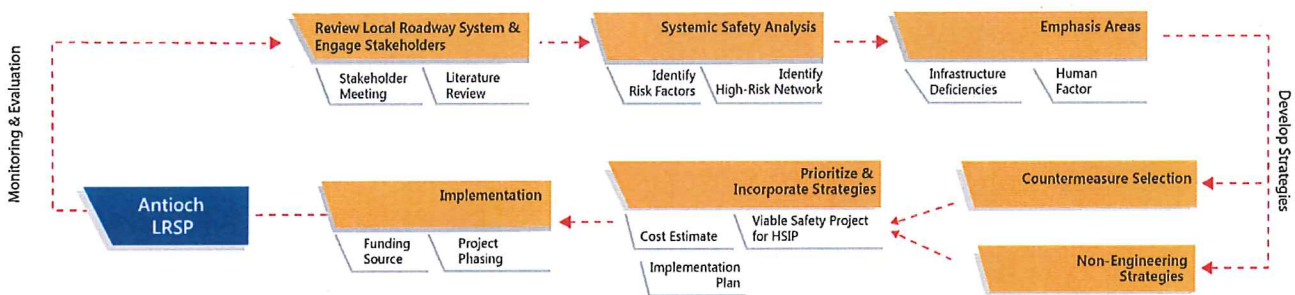 Monitoring & Evaluation
Review Local Roadway System &
Engage Stakeholders
Stakeholder
Meeting
Literature
Review
Systemic Safety Analysis
Identify
Risk Factors
Identify
High-Risk Network
Emphasis Areas
Infrastructure
Deficiencies
Human
Factor
Develop Strategies
Antioch
LRSP
Implementation
Funding
Source
Project
Phasing
Prioritize &
Incorporate Strategies
Cost Estimate
Viable Safety Project
for HSIP
Implementation
Plan
Countermeasure Selection
Non-Engineering
Strategies